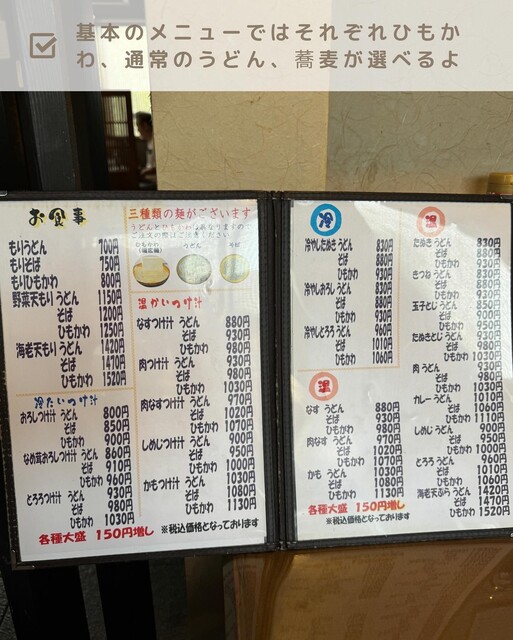 基本のメニューではそれぞれひもか
わ、通常のうどん、蕎麦が選べるよ
お食事
もりうどん 700円
もりそば 750円
もりひもかわ 800円
野菜天もり うどん 1150円
そば 1200円
ひもかわ 1250円
海老天もり うどん 1420円
そば 1470円
ひもかわ 1520円
冷たいつけ汁
おろしつけ汁 うどん 800円
そば 850円
ひもかわ 900円
なめ茸おろしつけ汁 うどん 860円
そば 910円
ひもかわ 960円
とろろつけ汁 うどん 930円
そば 980円
ひもかわ 1030円
各種大盛 150円増し
三種類の麺がございます
うどんとひもかわは異なりますので
ご注文の際はご注意ください
ひもかわ
(幅広麺)
うどん
そば
温かいつけ汁
なすつけ汁 うどん 880円
そば 930円
ひもかわ 980円
肉つけ汁 うどん 930円
そば 980円
ひもかわ 1030円
肉なすつけ汁 うどん 970円
そば 1020円
ひもかわ 1070円
しめじつけ汁 うどん 900円
そば 950円
ひもかわ 1000円
かもつけ汁 うどん 1030円
そば 1080円
ひもかわ 1130円
※税込価格となっております
冷
冷やしたぬき うどん 830円
そば 880円
ひもかわ 930円
冷やしおろし うどん 830円
そば 880円
ひもかわ 930円
冷やしとろろ うどん 960円
そば 1010円
ひもかわ 1060円
温
なす うどん 880円
そば 930円
ひもかわ 980円
肉なす うどん 970円
そば 1020円
ひもかわ 1070円
かも うどん 1030円
そば 1080円
ひもかわ 1130円
各種大盛 150円増し
温
たぬき うどん 830円
そば 880円
ひもかわ 930円
きつね うどん 830円
そば 880円
ひもかわ 930円
玉子とじ うどん 850円
そば 900円
ひもかわ 950円
たぬきとじ うどん 880円
そば 930円
ひもかわ 980円
肉 うどん 930円
そば 980円
ひもかわ 1030円
カレー うどん 1010円
そば 1060円
ひもかわ 1110円
しめじ うどん 900円
そば 950円
ひもかわ 1000円
とろろ うどん 960円
そば 1010円
ひもかわ 1060円
海老天ぷら うどん 1420円
そば 1470円
ひもかわ 1520円
※税込価格となっております